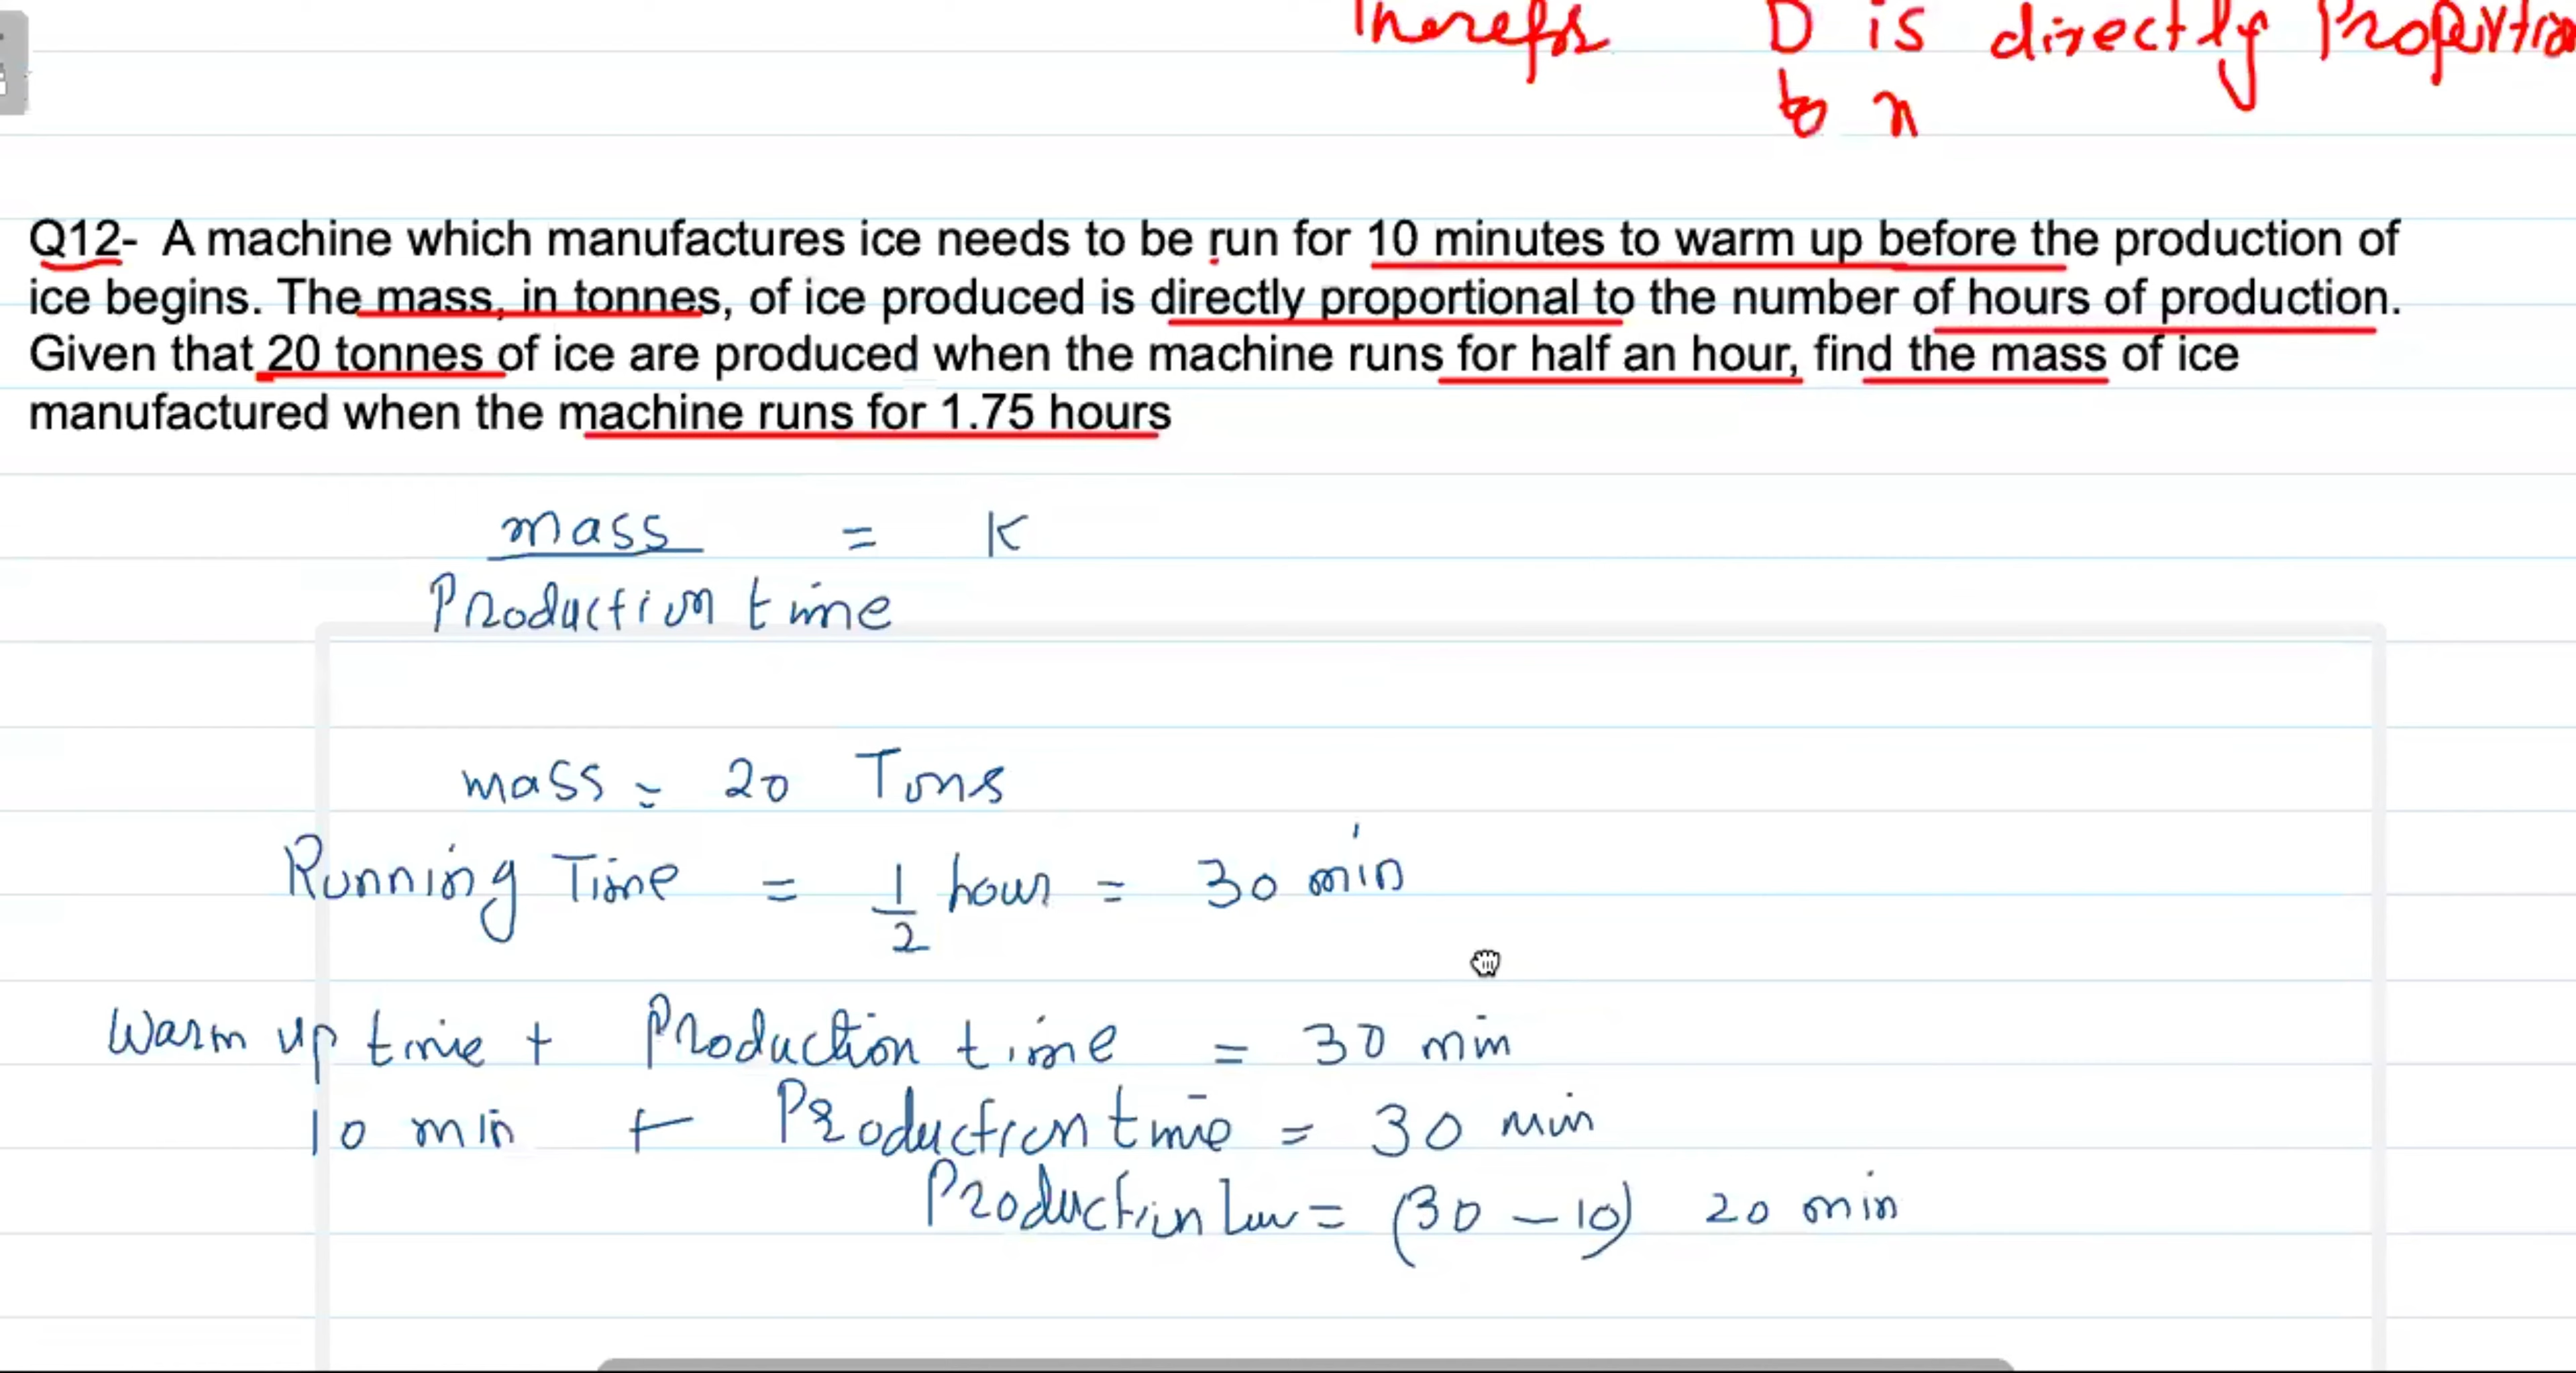 Therefor D is directly Proportion
to n
Q12- A machine which manufactures ice needs to be run for 10 minutes to warm up before the production of
ice begins. The mass, in tonnes, of ice produced is directly proportional to the number of hours of production.
Given that 20 tonnes of ice are produced when the machine runs for half an hour, find the mass of ice
manufactured when the machine runs for 1.75 hours
mass = K
Production time
mass = 20 Tons
Running Time = 1/2 hour = 30 min
Warm up time + Production time = 30 min
10 min + Production time = 30 min
Production = (30 - 10) 20 min